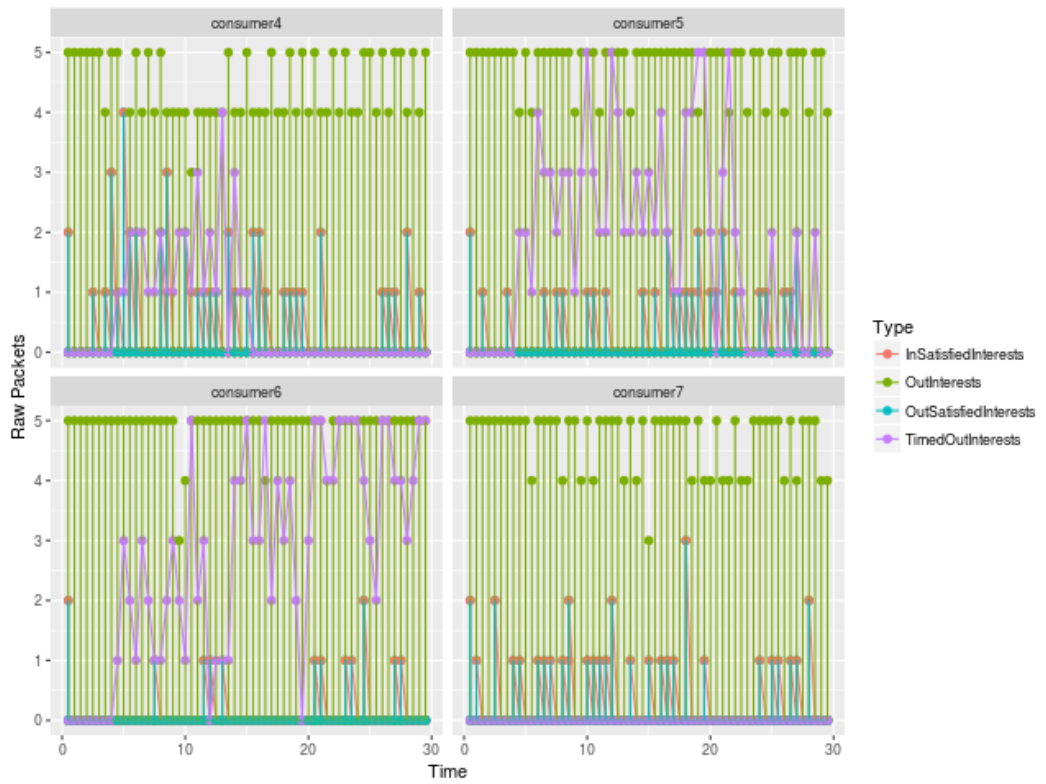 consumer4
consumer5
5
4
3
2
1
0
consumer6
consumer7
5
4
3
2
1
0
0
10
20
30
0
10
20
30
Time
Raw Packets
Type
InSatisfiedInterests
OutInterests
OutSatisfiedInterests
TimedOutInterests